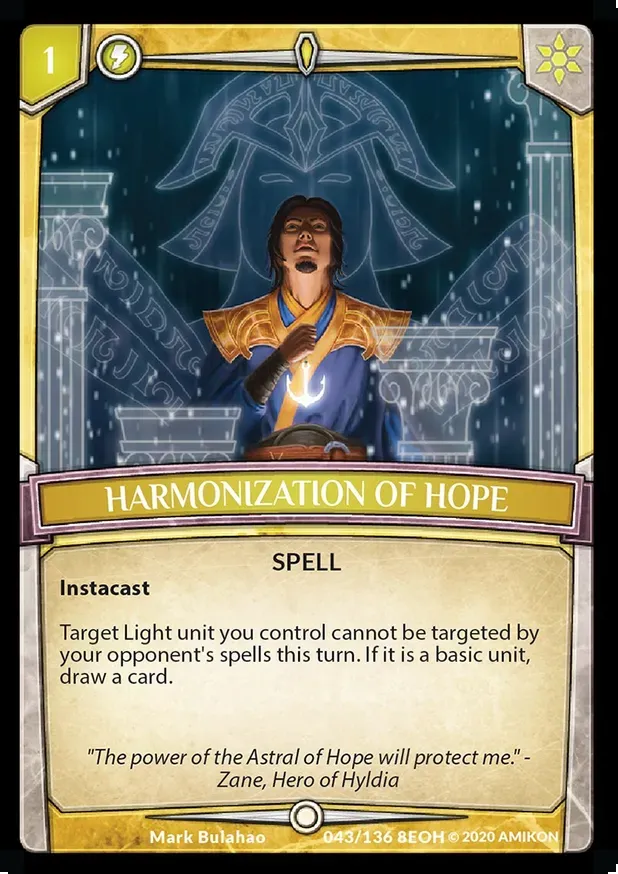 1
HARMONIZATION OF HOPE
SPELL
Instacast
Target Light unit you control cannot be targeted by
your opponent's spells this turn. If it is a basic unit,
draw a card.
"The power of the Astral of Hope will protect me." -
Zane, Hero of Hyldia
Mark Bulahao 043/136 8EOH © 2020 AMIKON